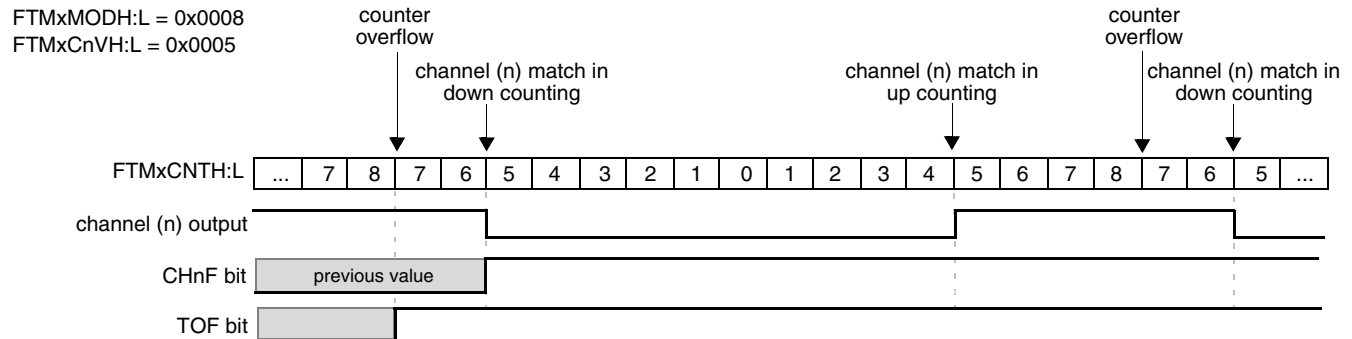 FTMxMODH:L = 0x0008
FTMxCnVH:L = 0x0005
counter
overflow
channel (n) match in
down counting
channel (n) match in
up counting
counter
overflow
channel (n) match in
down counting
FTMxCNTH:L ... 7 8 7 6 5 4 3 2 1 0 1 2 3 4 5 6 7 8 7 6 5 ...
channel (n) output
CHnF bit previous value
TOF bit